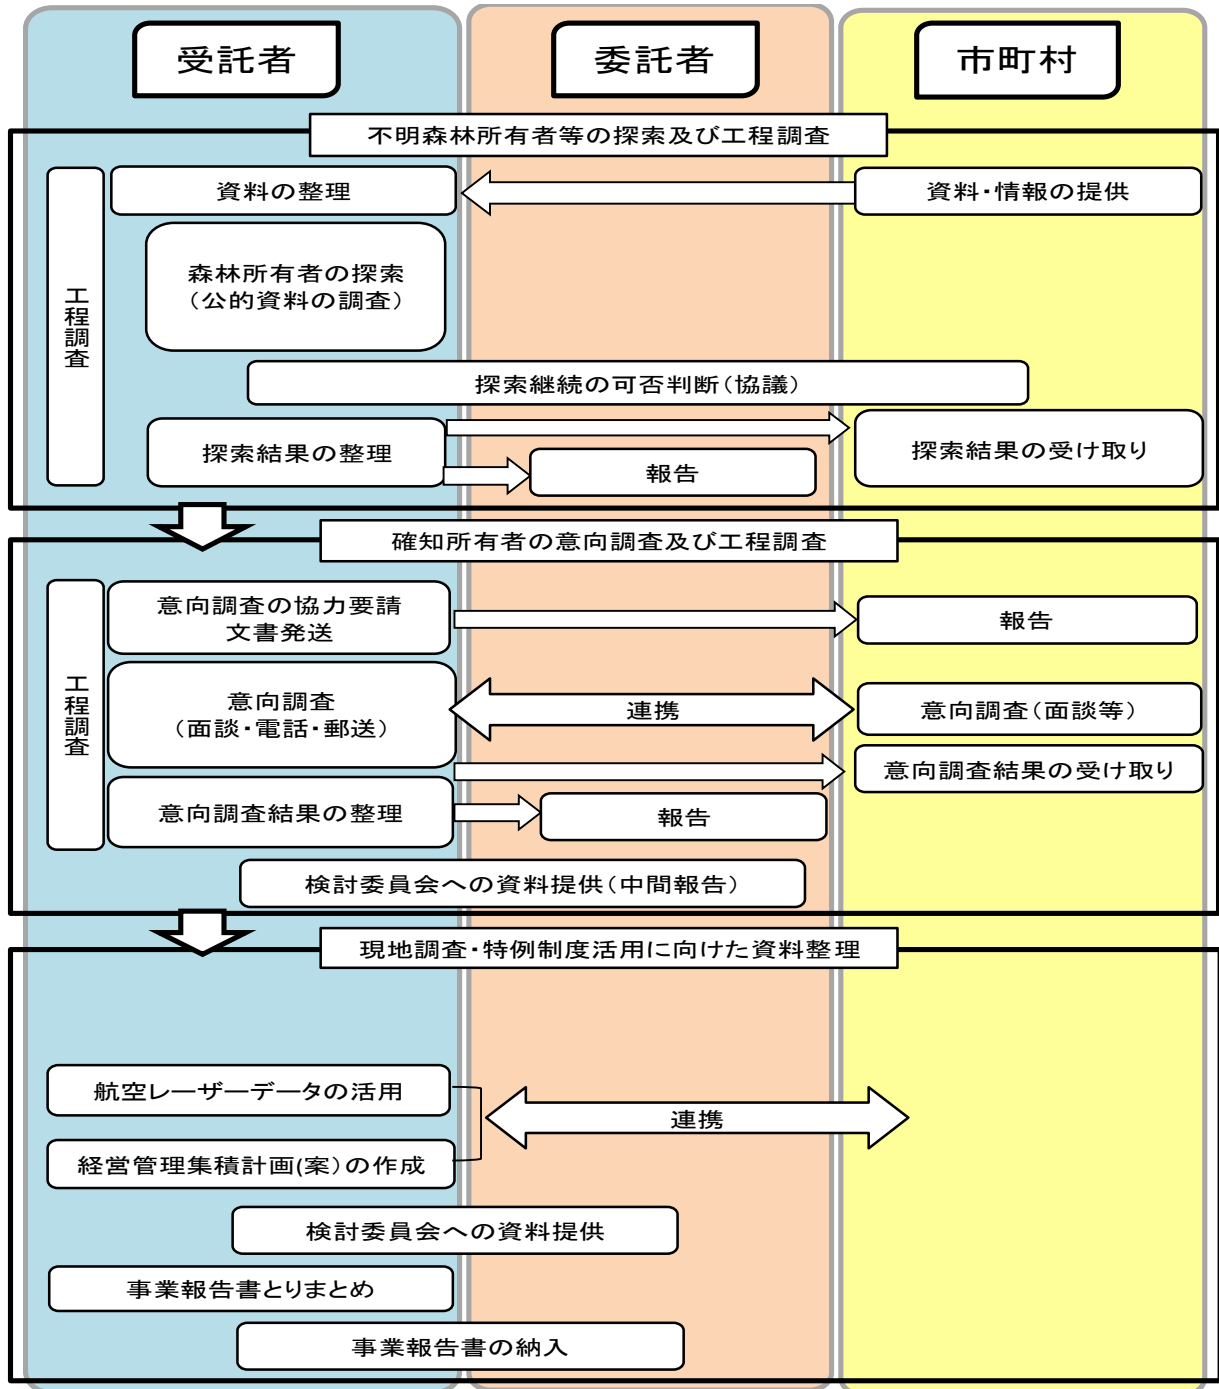 受託者
委託者
市町村
不明森林所有者等の探索及び工程調査
工程調査
資料の整理
資料・情報の提供
森林所有者の探索
（公的資料の調査）
探索継続の可否判断（協議）
探索結果の整理
報告
探索結果の受け取り
確知所有者の意向調査及び工程調査
工程調査
意向調査の協力要請
文書発送
報告
意向調査
（面談・電話・郵送）
連携
意向調査（面談等）
意向調査結果の受け取り
意向調査結果の整理
報告
検討委員会への資料提供（中間報告）
現地調査・特例制度活用に向けた資料整理
航空レーザーデータの活用
連携
経営管理集積計画(案）の作成
検討委員会への資料提供
事業報告書とりまとめ
事業報告書の納入